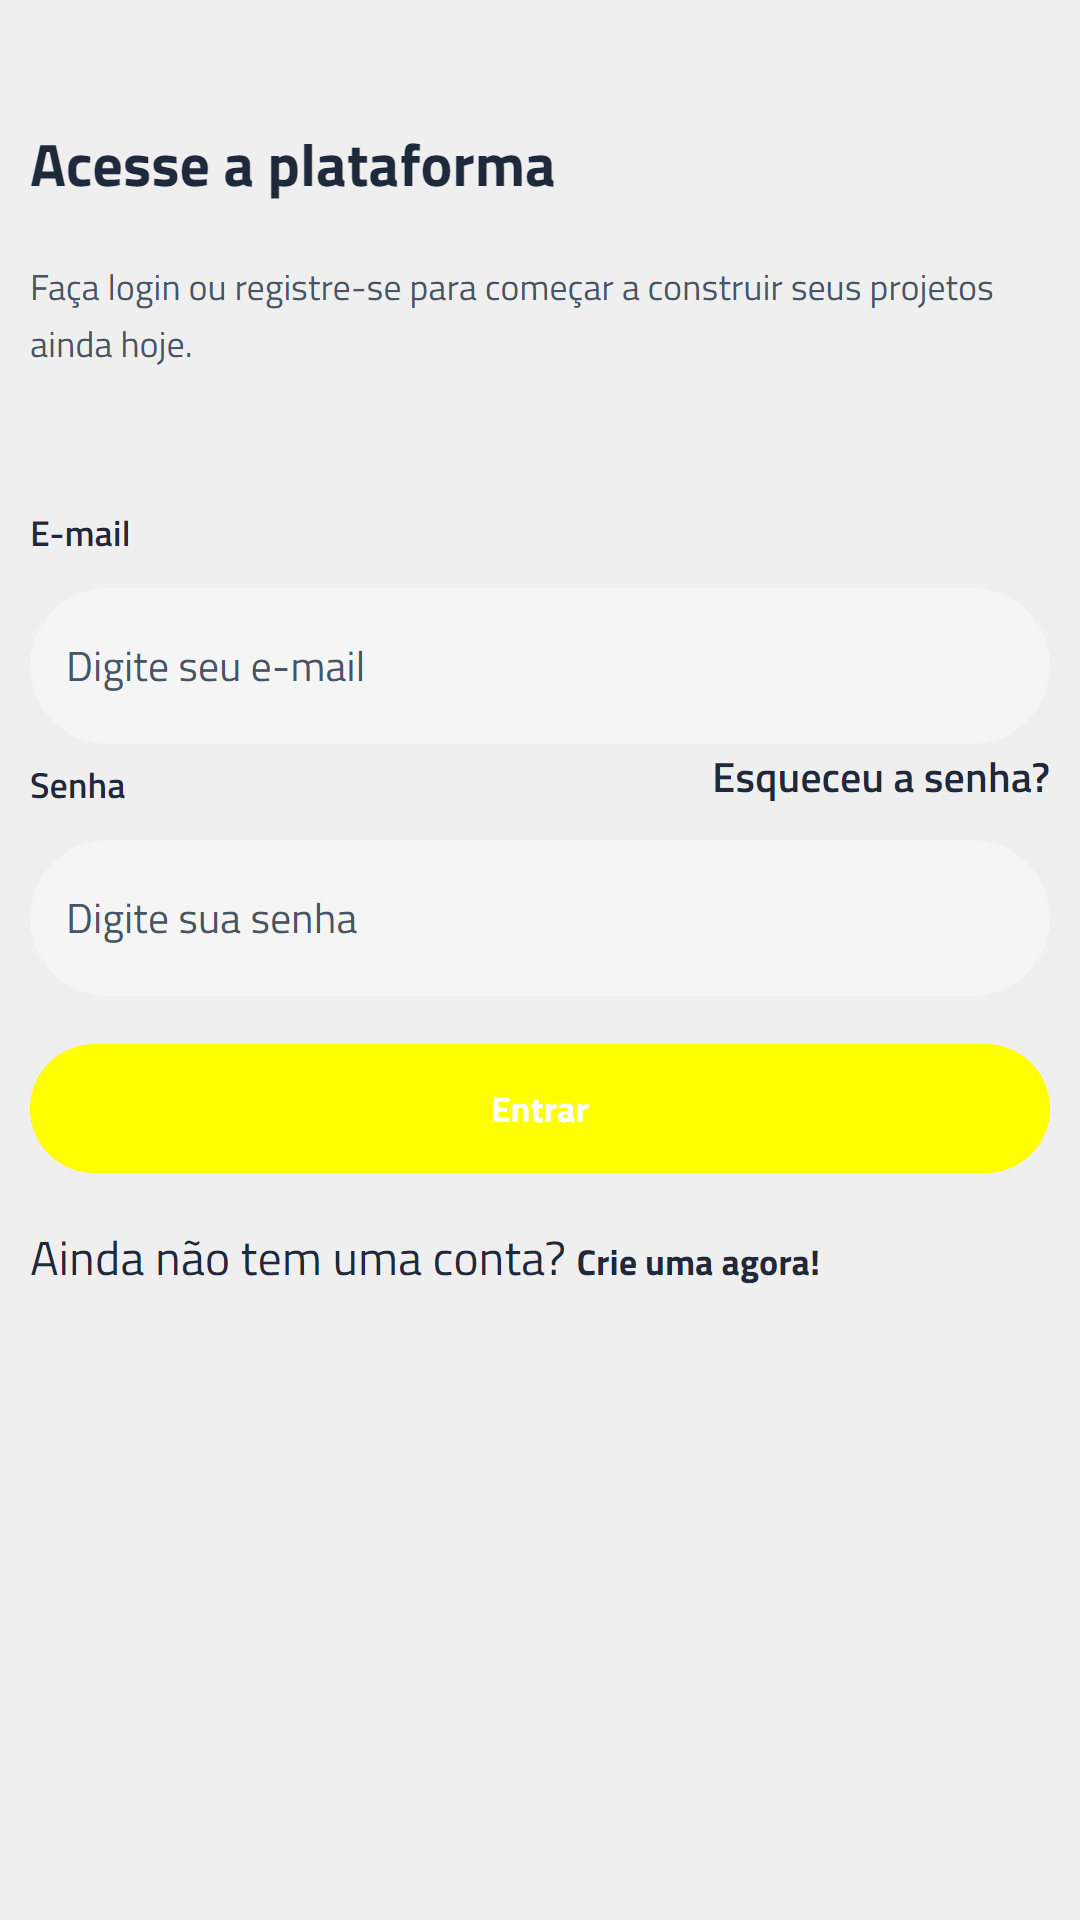 Acesse a plataforma
Faça login ou registre-se para começar a construir seus projetos
ainda hoje.
E-mail
Digite seu e-mail
Senha
Esqueceu a senha?
Digite sua senha
Entrar
Ainda não tem uma conta? Crie uma agora!